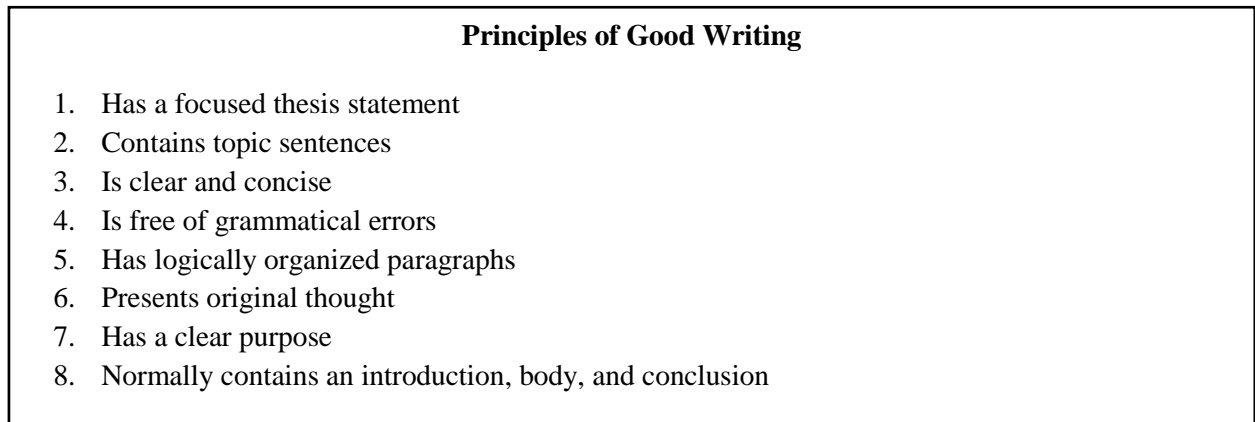 Principles of Good Writing
1. Has a focused thesis statement
2. Contains topic sentences
3. Is clear and concise
4. Is free of grammatical errors
5. Has logically organized paragraphs
6. Presents original thought
7. Has a clear purpose
8. Normally contains an introduction, body, and conclusion